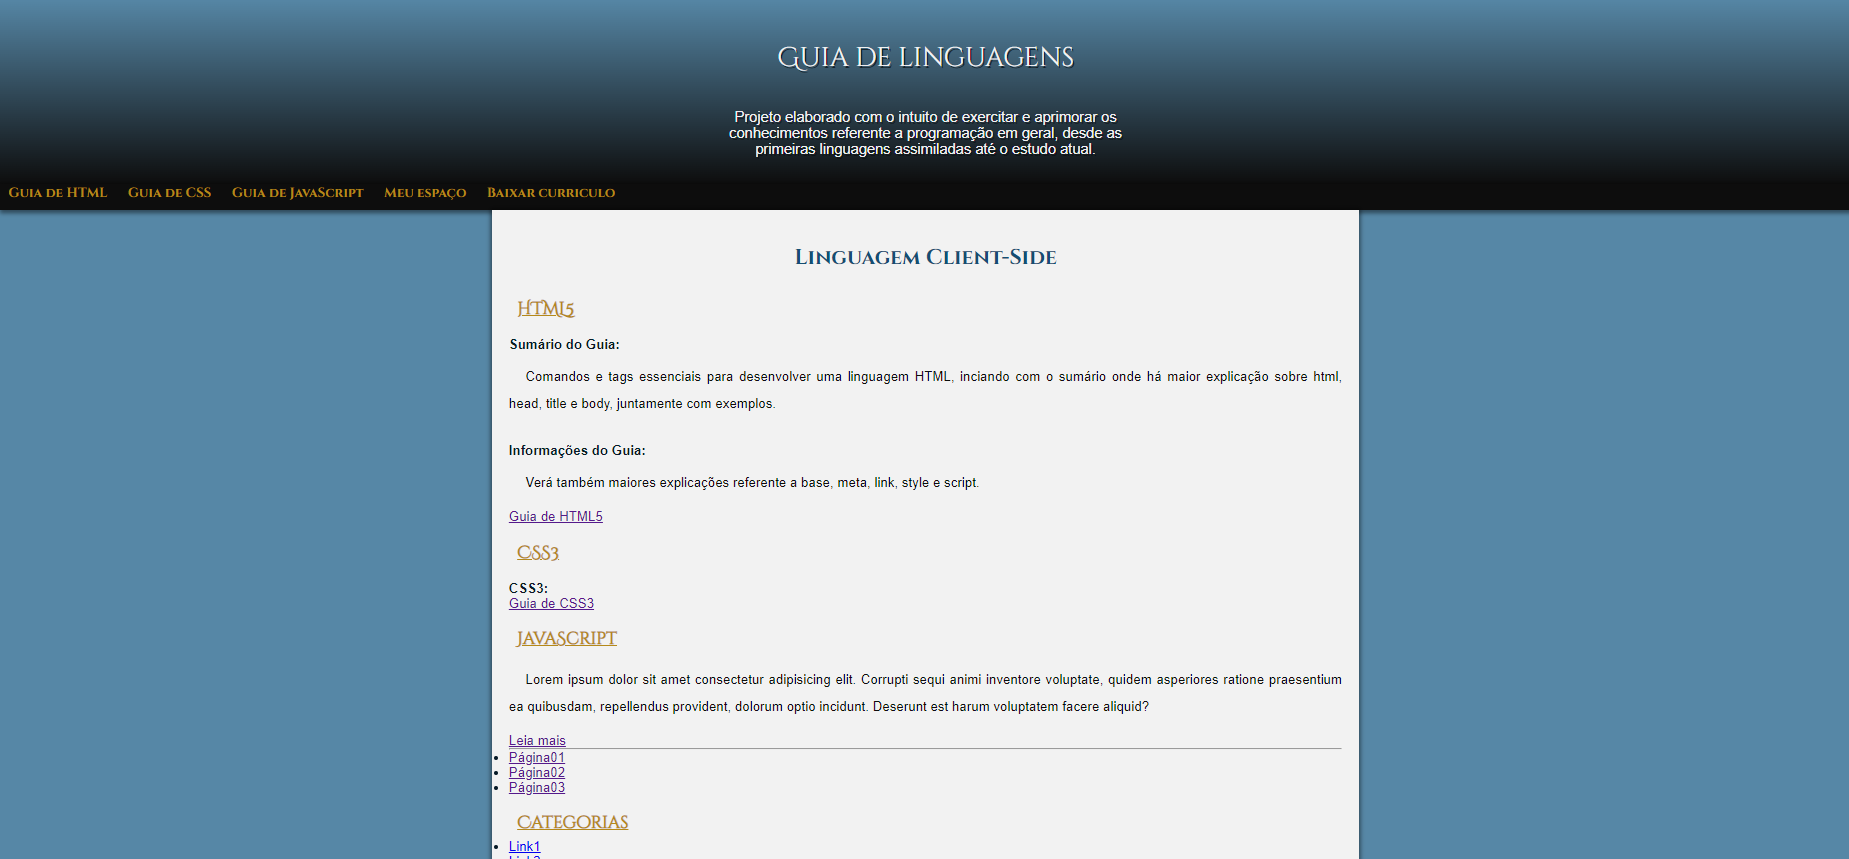 Guia de linguagens
Projeto elaborado com o intuito de exercitar e aprimorar os
conhecimentos referente a programação em geral, desde as
primeiras linguagens assimiladas até o estudo atual.
Guia de HTML Guia de CSS Guia de JavaScript Meu espaço Baixar curriculo
Linguagem Client-Side
HTML5
Sumário do Guia:
Comandos e tags essenciais para desenvolver uma linguagem HTML, inciando com o sumário onde há maior explicação sobre html,
head, title e body, juntamente com exemplos.
Informações do Guia:
Verá também maiores explicações referente a base, meta, link, style e script.
Guia de HTML5
CSS3
CSS3:
Guia de CSS3
JavaScript
Lorem ipsum dolor sit amet consectetur adipisicing elit. Corrupti sequi animi inventore voluptate, quidem asperiores ratione praesentium
ea quibusdam, repellendus provident, dolorum optio incidunt. Deserunt est harum voluptatem facere aliquid?
Leia mais
Página01
Página02
Página03
Categorias
Link1